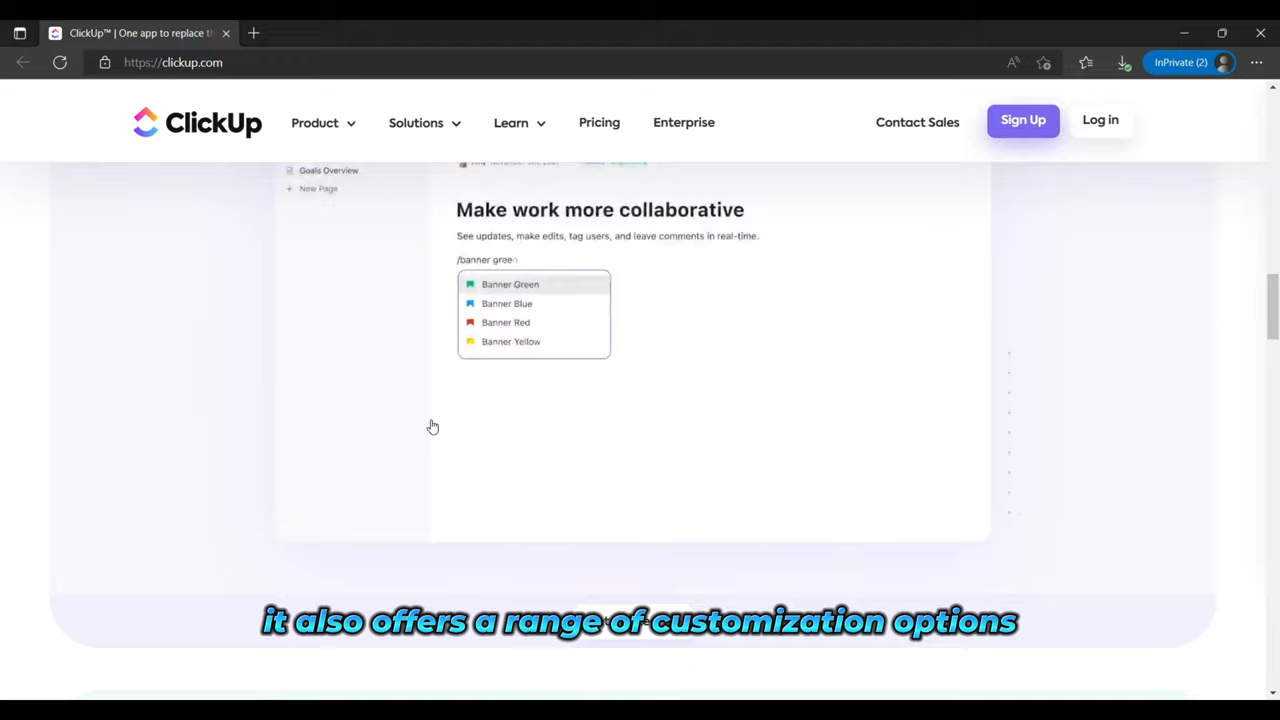 ClickUp™ | One app to replace th
https://clickup.com
InPrivate (2)
ClickUp
Product
Solutions
Learn
Pricing
Enterprise
Contact Sales
Sign Up
Log in
Goals Overview
+ New Page
Make work more collaborative
See updates, make edits, tag users, and leave comments in real-time.
/banner green
Banner Green
Banner Blue
Banner Red
Banner Yellow
it also offers a range of customization options